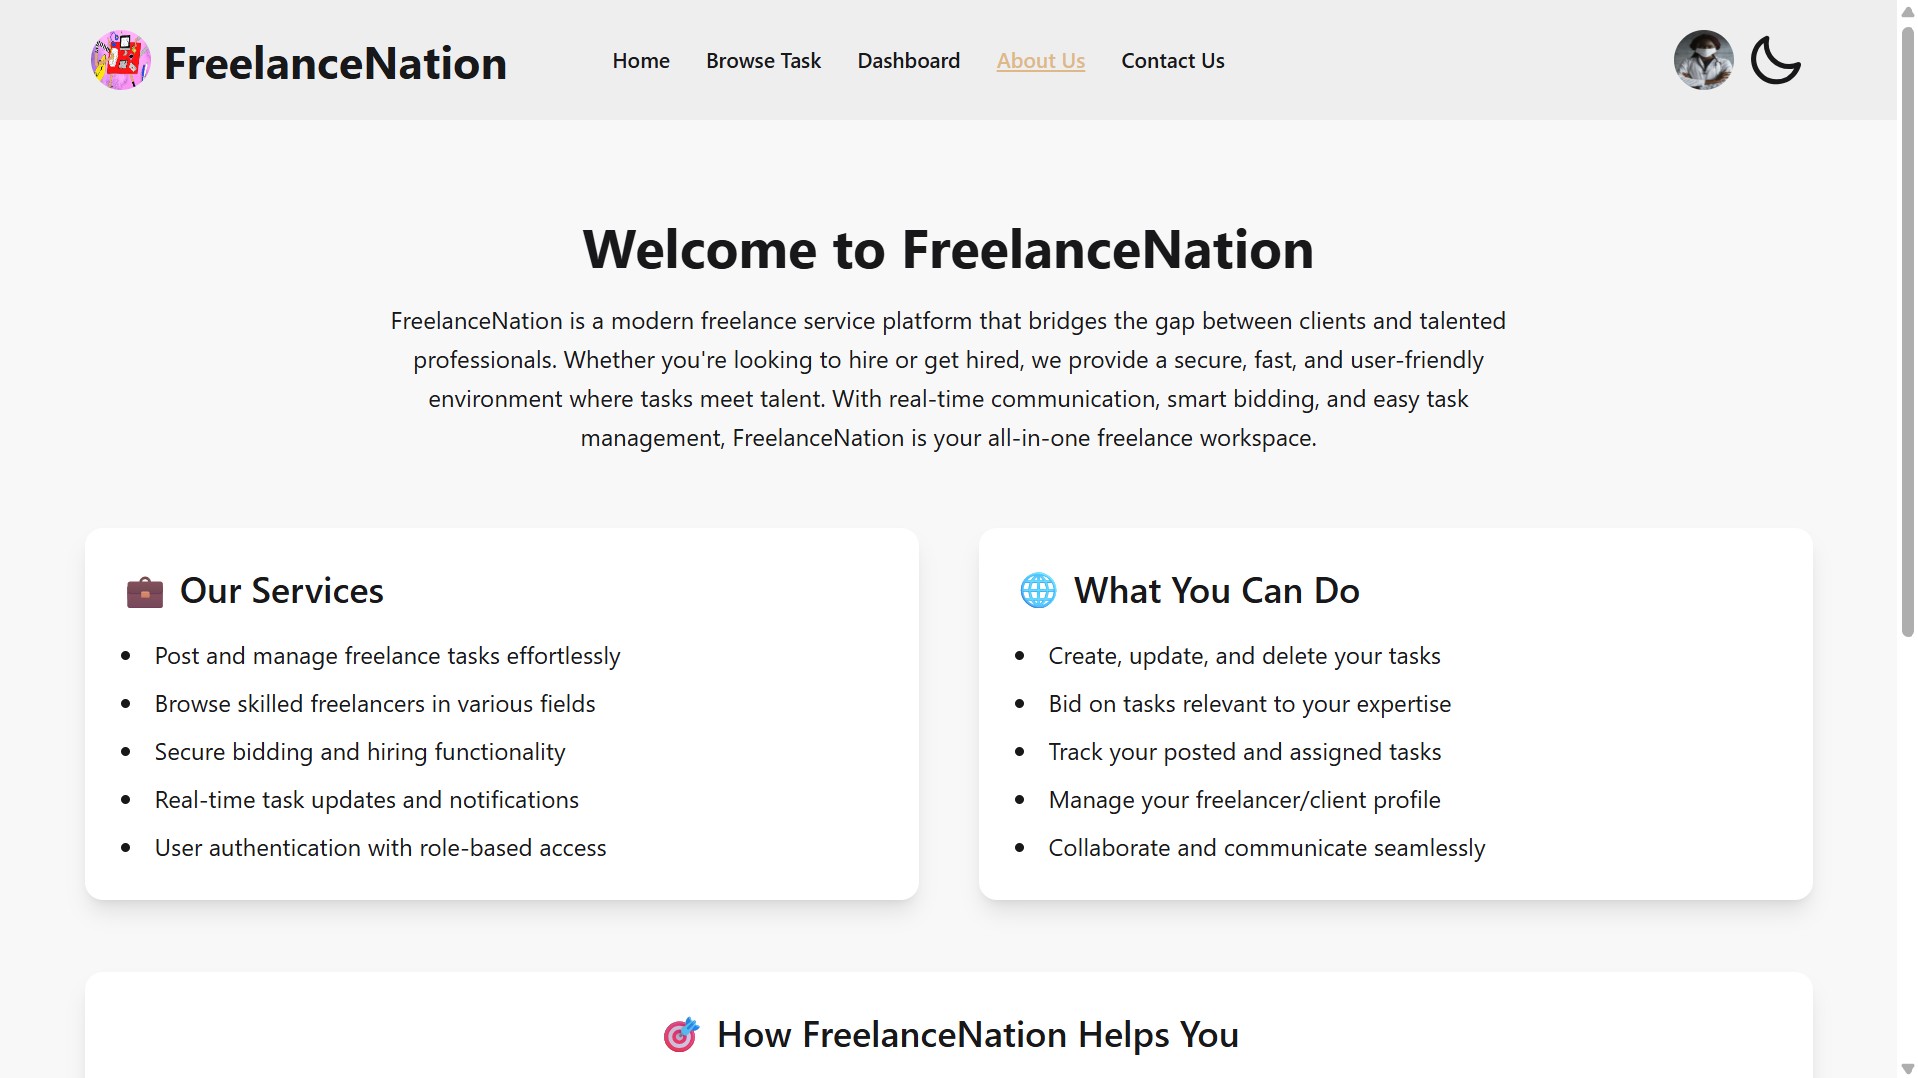 FreelanceNation
Home
Browse Task
Dashboard
About Us
Contact Us
Welcome to FreelanceNation
FreelanceNation is a modern freelance service platform that bridges the gap between clients and talented
professionals. Whether you're looking to hire or get hired, we provide a secure, fast, and user-friendly
environment where tasks meet talent. With real-time communication, smart bidding, and easy task
management, FreelanceNation is your all-in-one freelance workspace.
Our Services
Post and manage freelance tasks effortlessly
Browse skilled freelancers in various fields
Secure bidding and hiring functionality
Real-time task updates and notifications
User authentication with role-based access
What You Can Do
Create, update, and delete your tasks
Bid on tasks relevant to your expertise
Track your posted and assigned tasks
Manage your freelancer/client profile
Collaborate and communicate seamlessly
How FreelanceNation Helps You